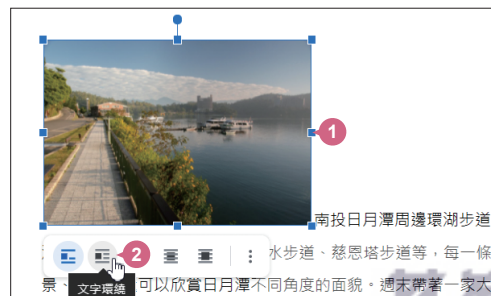 1
南投日月潭周邊環湖步道
2
水步道、慈恩塔步道等，每一條
文字環繞
景、
可以欣賞日月潭不同角度的面貌。週末帶著一家大